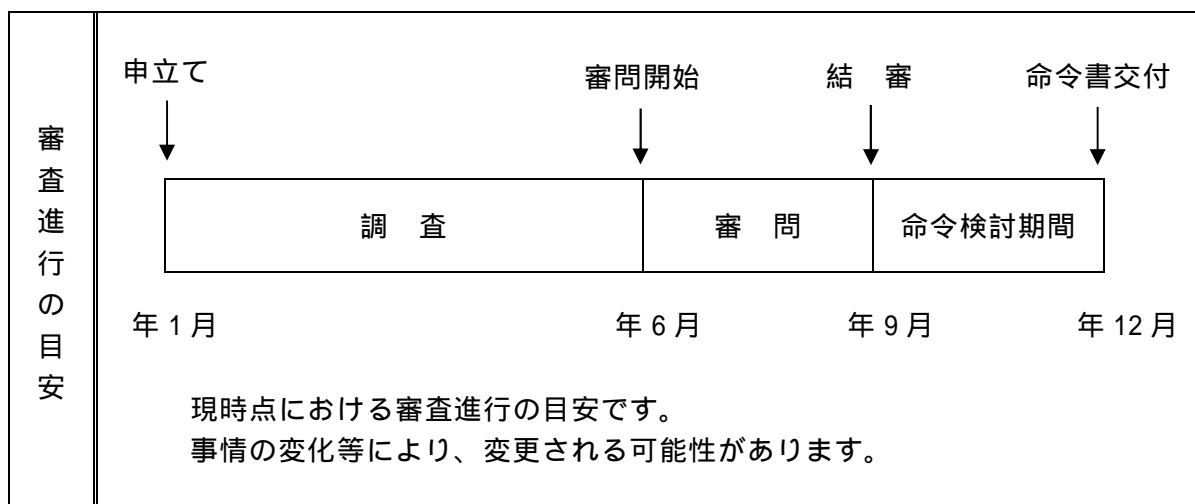 審査進行の目安
申立て 審問開始 結　審 命令書交付
調　査 審　問 命令検討期間
年 1 月 年 6 月 年 9 月 年 12 月
現時点における審査進行の目安です。
事情の変化等により、変更される可能性があります。